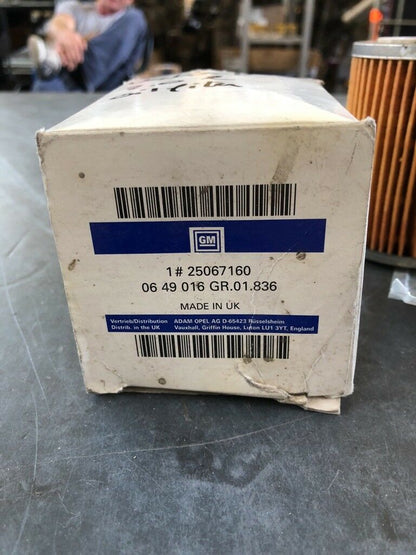 GM
1# 25067160
06 49 016 GR.01.836
MADE IN UK
Vertrieb/Distribution ADAM OPEL AG D-65423 Rüsselsheim
Distrib. in the UK Vauxhall, Griffin House, Luton LU1 3YT, England